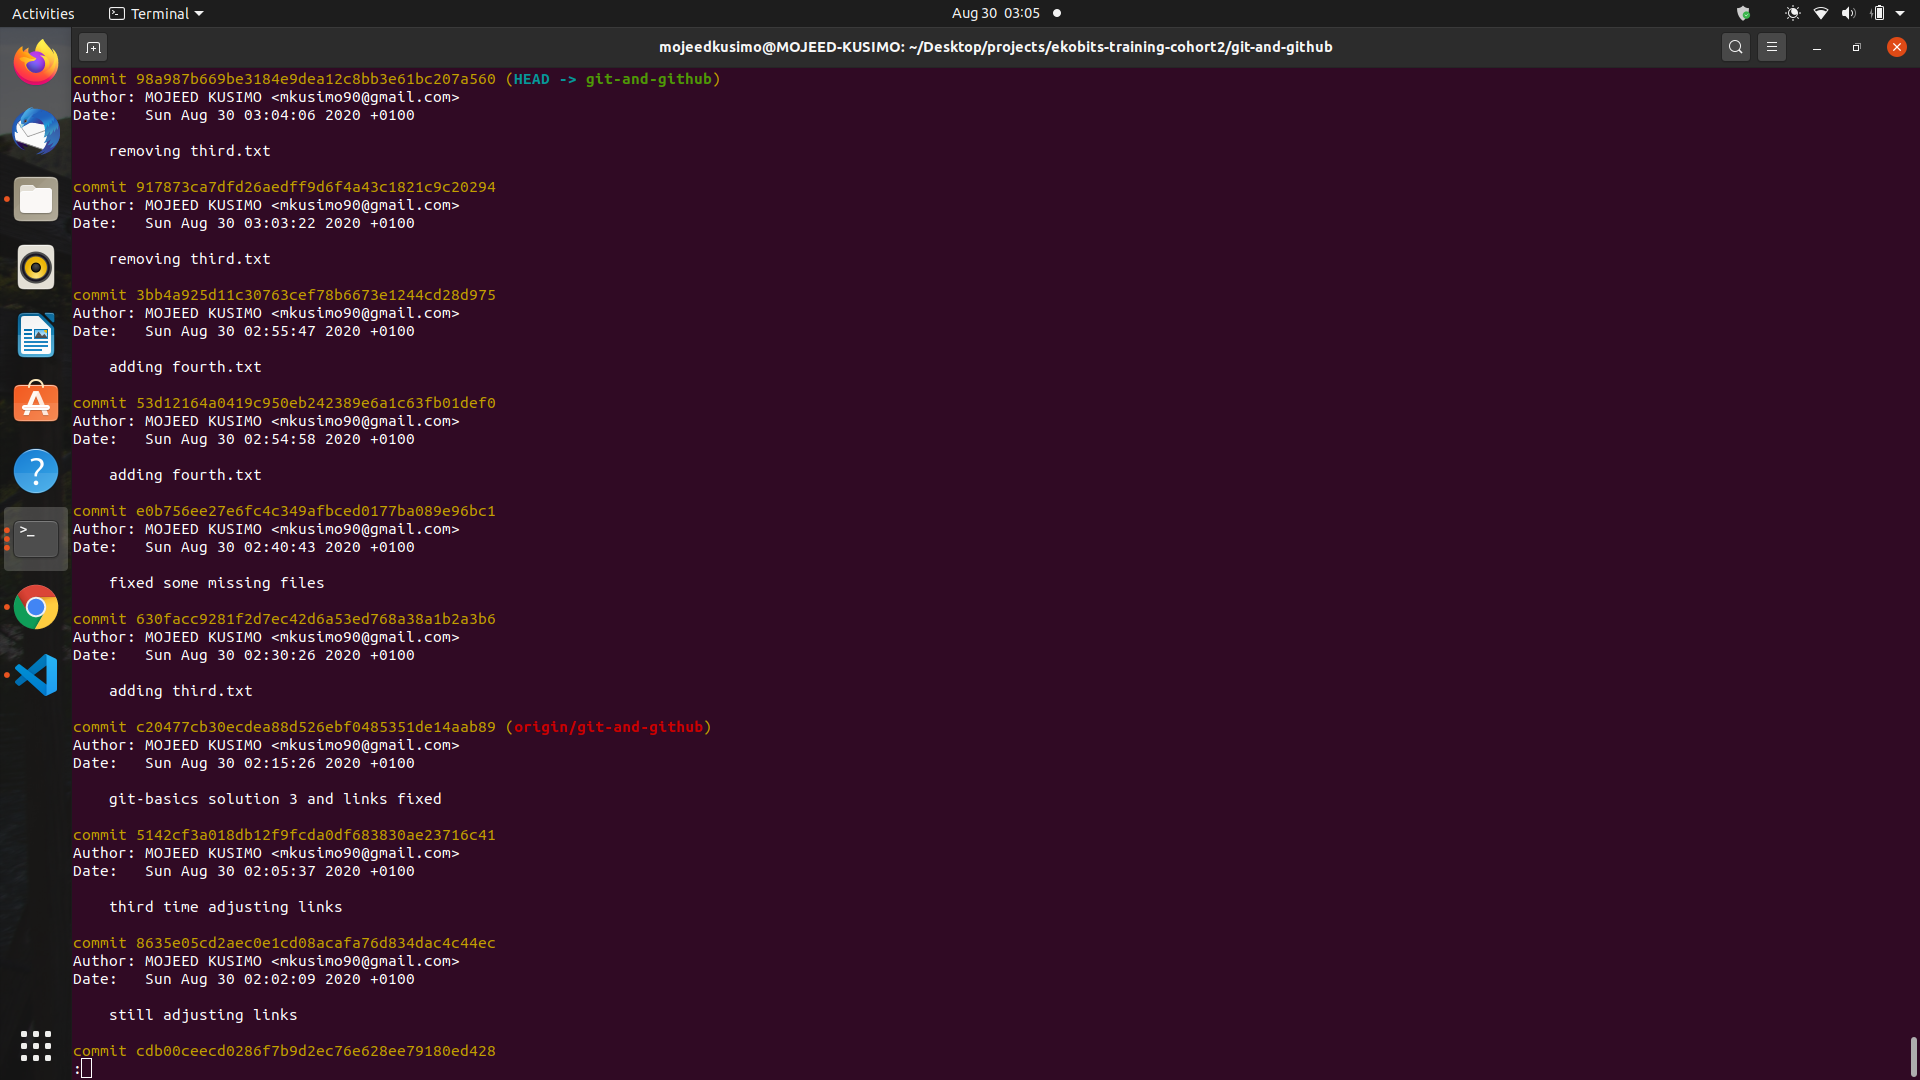 Activities
Terminal
Aug 30 03:05
mojeedkusimo@MOJEED-KUSIMO: ~/Desktop/projects/ekobits-training-cohort2/git-and-github
commit 98a987b669be3184e9dea12c8bb3e61bc207a560 (HEAD -> git-and-github)
Author: MOJEED KUSIMO <mkusimo90@gmail.com>
Date:   Sun Aug 30 03:04:06 2020 +0100
removing third.txt
commit 917873ca7dfd26aedff9d6f4a43c1821c9c20294
Author: MOJEED KUSIMO <mkusimo90@gmail.com>
Date:   Sun Aug 30 03:03:22 2020 +0100
removing third.txt
commit 3bb4a925d11c30763cef78b6673e1244cd28d975
Author: MOJEED KUSIMO <mkusimo90@gmail.com>
Date:   Sun Aug 30 02:55:47 2020 +0100
adding fourth.txt
commit 53d12164a0419c950eb242389e6a1c63fb01def0
Author: MOJEED KUSIMO <mkusimo90@gmail.com>
Date:   Sun Aug 30 02:54:58 2020 +0100
adding fourth.txt
commit e0b756ee27e6fc4c349afbced0177ba089e96bc1
Author: MOJEED KUSIMO <mkusimo90@gmail.com>
Date:   Sun Aug 30 02:40:43 2020 +0100
fixed some missing files
commit 630facc9281f2d7ec42d6a53ed768a38a1b2a3b6
Author: MOJEED KUSIMO <mkusimo90@gmail.com>
Date:   Sun Aug 30 02:30:26 2020 +0100
adding third.txt
commit c20477cb30ecdea88d526ebf0485351de14aab89 (origin/git-and-github)
Author: MOJEED KUSIMO <mkusimo90@gmail.com>
Date:   Sun Aug 30 02:15:26 2020 +0100
git-basics solution 3 and links fixed
commit 5142cf3a018db12f9fcda0df683830ae23716c41
Author: MOJEED KUSIMO <mkusimo90@gmail.com>
Date:   Sun Aug 30 02:05:37 2020 +0100
third time adjusting links
commit 8635e05cd2aec0e1cd08acafa76d834dac4c44ec
Author: MOJEED KUSIMO <mkusimo90@gmail.com>
Date:   Sun Aug 30 02:02:09 2020 +0100
still adjusting links
commit cdb00ceecd0286f7b9d2ec76e628ee79180ed428
: